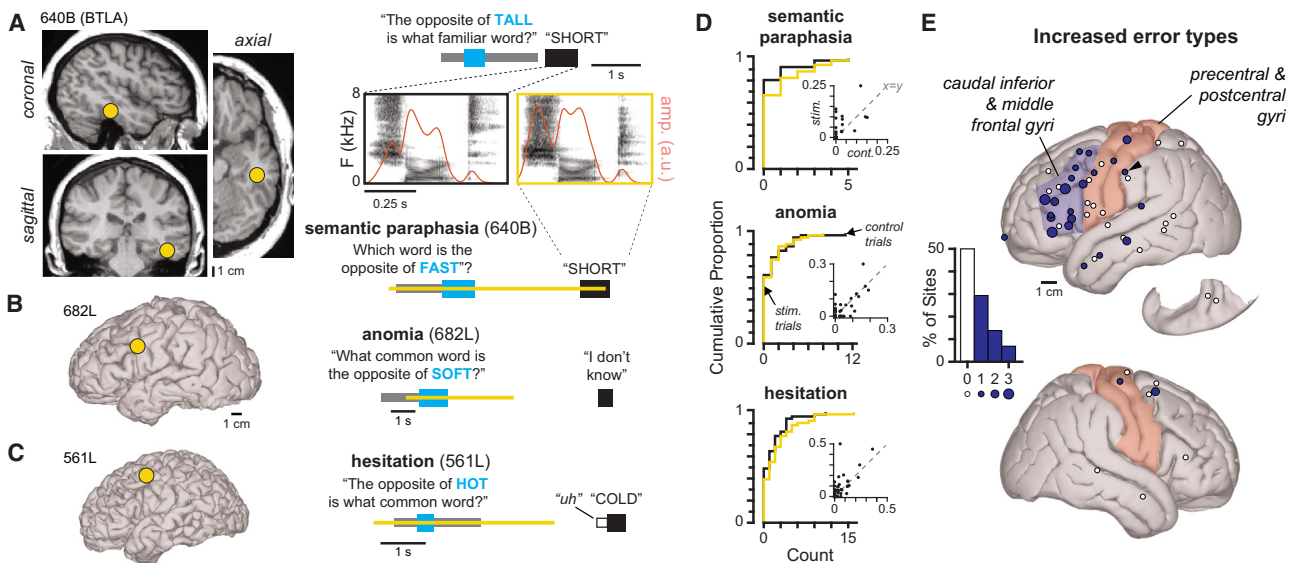 A
640B (BTLA)
axial
coronal
sagittal
1 cm
"The opposite of TALL
is what familiar word?"
"SHORT"
1 s
8
F (kHz)
0
amp. (a.u.)
0.25 s
semantic paraphasia (640B)
Which word is the
opposite of FAST"?
"SHORT"
B
682L
1 cm
anomia (682L)
"What common word is
the opposite of SOFT?"
"I don't
know"
1 s
C
561L
hesitation (561L)
"The opposite of HOT
is what common word?"
"uh"
"COLD"
1 s
D
semantic
paraphasia
1
0
0
5
0.25
stim.
0
0
cont.
0.25
x=y
anomia
1
0
0
12
control
trials
stim.
trials
0.3
0
0
0.3
Cumulative Proportion
hesitation
1
0
0
15
0.5
0
0
0.5
Count
E
Increased error types
caudal inferior
& middle
frontal gyri
precentral &
postcentral
gyri
1 cm
50
% of Sites
0
0
1
2
3